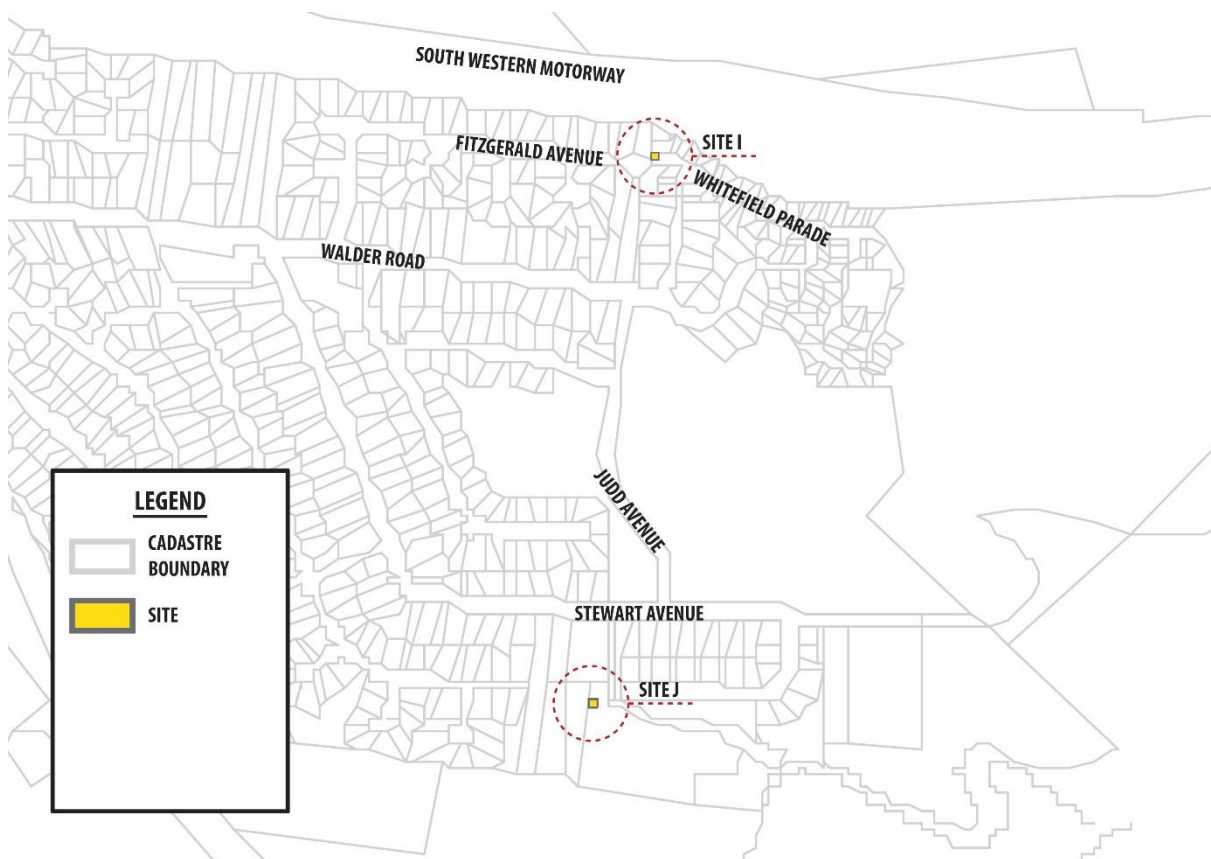 SOUTH WESTERN MOTORWAY
FITZGERALD AVENUE
SITE I
WHITEFIELD PARADE
WALDER ROAD
JUDD AVENUE
STEWART AVENUE
SITE J
LEGEND
CADASTRE
BOUNDARY
SITE